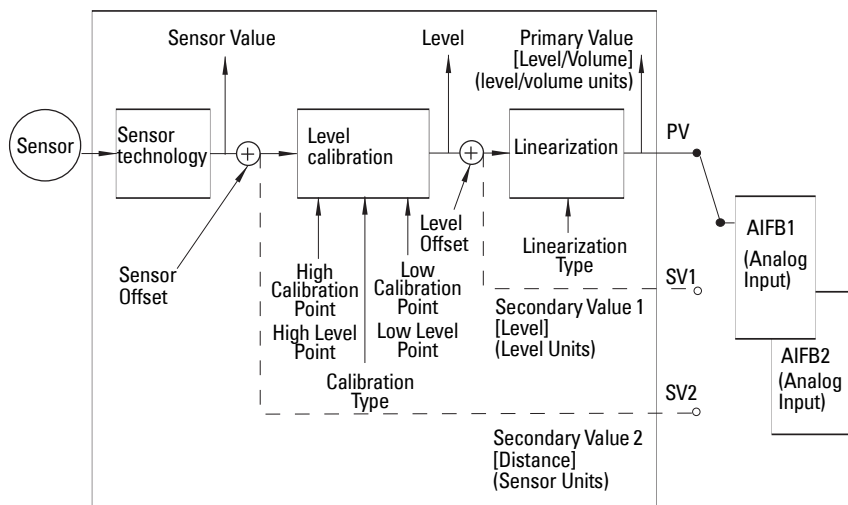 Sensor Value
Level
Primary Value
[Level/Volume]
(level/volume units)
Sensor
Sensor
technology
Level
calibration
Linearization
PV
AIFB1
(Analog
Input)
Sensor
Offset
High
Calibration
Point
High Level
Point
Calibration
Type
Low
Calibration
Point
Low Level
Point
Level
Offset
Linearization
Type
Secondary Value 1
[Level]
(Level Units)
SV1
AIFB2
(Analog
Input)
SV2
Secondary Value 2
[Distance]
(Sensor Units)